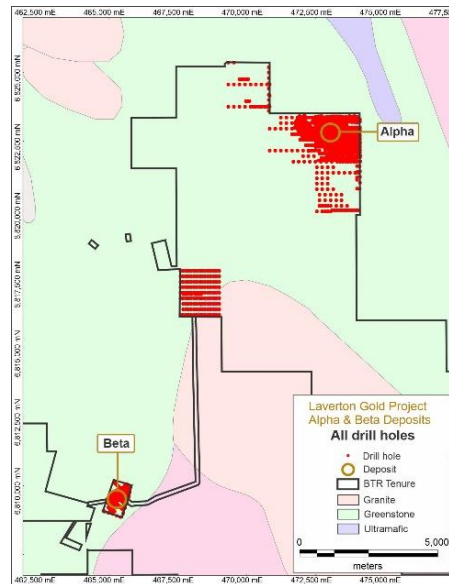 462,500 mE 465,000 mE 467,500 mE 470,000 mE 472,500 mE 475,000 mE 477,5
6,825,000 mN
6,822,500 mN
6,820,000 mN
6,817,500 mN
6,815,000 mN
6,812,500 mN
6,810,000 mN
Alpha
Beta
Laverton Gold Project
Alpha & Beta Deposits
All drill holes
Drill hole
Deposit
BTR Tenure
Granite
Greenstone
Ultramafic
0 5,000
meters
462,500 mE 465,000 mE 467,500 mE 470,000 mE 472,500 mE 475,000 mE